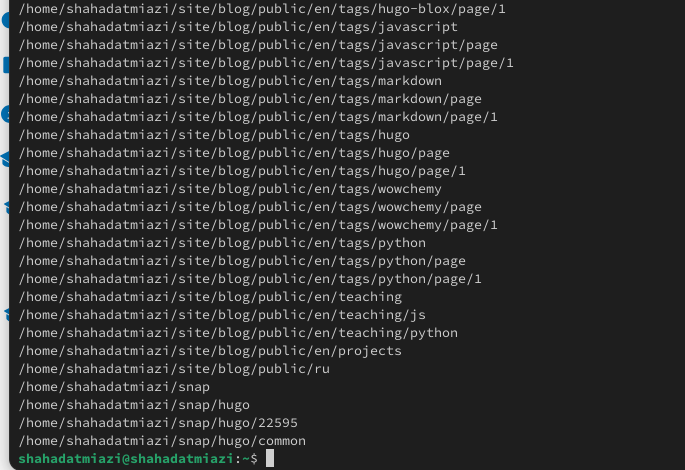 /home/shahadatmiazi/site/blog/public/en/tags/hugo-blox/page/1
/home/shahadatmiazi/site/blog/public/en/tags/javascript
/home/shahadatmiazi/site/blog/public/en/tags/javascript/page
/home/shahadatmiazi/site/blog/public/en/tags/javascript/page/1
/home/shahadatmiazi/site/blog/public/en/tags/markdown
/home/shahadatmiazi/site/blog/public/en/tags/markdown/page
/home/shahadatmiazi/site/blog/public/en/tags/markdown/page/1
/home/shahadatmiazi/site/blog/public/en/tags/hugo
/home/shahadatmiazi/site/blog/public/en/tags/hugo/page
/home/shahadatmiazi/site/blog/public/en/tags/hugo/page/1
/home/shahadatmiazi/site/blog/public/en/tags/wowchemy
/home/shahadatmiazi/site/blog/public/en/tags/wowchemy/page
/home/shahadatmiazi/site/blog/public/en/tags/wowchemy/page/1
/home/shahadatmiazi/site/blog/public/en/tags/python
/home/shahadatmiazi/site/blog/public/en/tags/python/page
/home/shahadatmiazi/site/blog/public/en/tags/python/page/1
/home/shahadatmiazi/site/blog/public/en/teaching
/home/shahadatmiazi/site/blog/public/en/teaching/js
/home/shahadatmiazi/site/blog/public/en/teaching/python
/home/shahadatmiazi/site/blog/public/en/projects
/home/shahadatmiazi/site/blog/public/ru
/home/shahadatmiazi/snap
/home/shahadatmiazi/snap/hugo
/home/shahadatmiazi/snap/hugo/22595
/home/shahadatmiazi/snap/hugo/common
shahadatmiazi@shahadatmiazi:~$